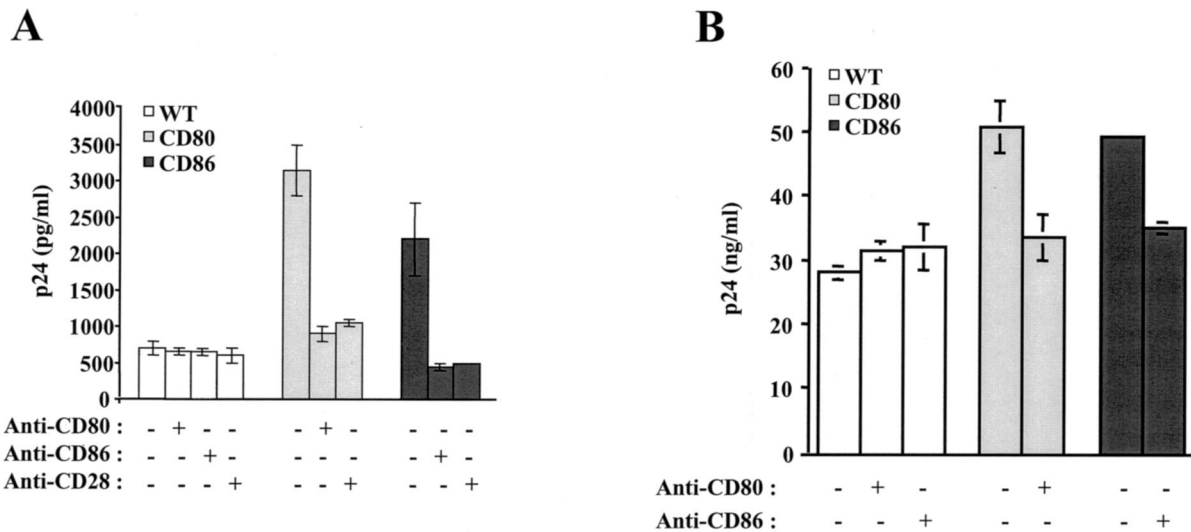 A
p24 (pg/ml)
4000
3500
3000
2500
2000
1500
1000
500
0
WT
CD80
CD86
Anti-CD80 : - + - - - + - - - -
Anti-CD86 : - - + - - - - - + -
Anti-CD28 : - - - + - - + - - +
B
p24 (ng/ml)
60
50
40
30
20
10
0
WT
CD80
CD86
Anti-CD80 : - + - - + - -
Anti-CD86 : - - + - - - +